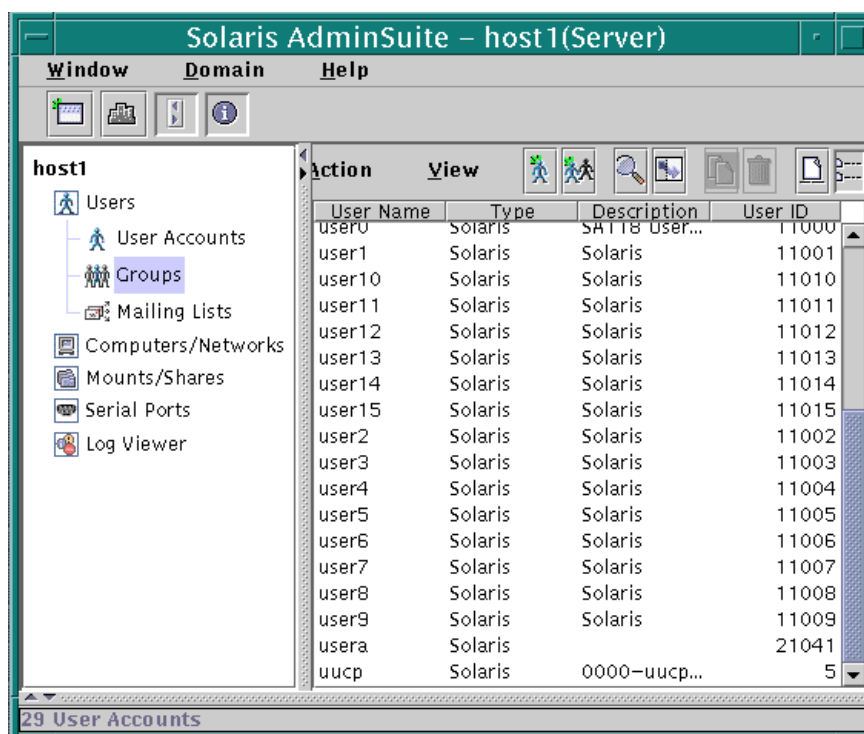 Solaris AdminSuite – host1(Server)
Window Domain Help
host1
Users
User Accounts
Groups
Mailing Lists
Computers/Networks
Mounts/Shares
Serial Ports
Log Viewer
Action View
User Name Type Description User ID
user0 Solaris SA118 User... 11000
user1 Solaris Solaris 11001
user10 Solaris Solaris 11010
user11 Solaris Solaris 11011
user12 Solaris Solaris 11012
user13 Solaris Solaris 11013
user14 Solaris Solaris 11014
user15 Solaris Solaris 11015
user2 Solaris Solaris 11002
user3 Solaris Solaris 11003
user4 Solaris Solaris 11004
user5 Solaris Solaris 11005
user6 Solaris Solaris 11006
user7 Solaris Solaris 11007
user8 Solaris Solaris 11008
user9 Solaris Solaris 11009
usera Solaris 21041
uucp Solaris 0000-uucp... 5
29 User Accounts